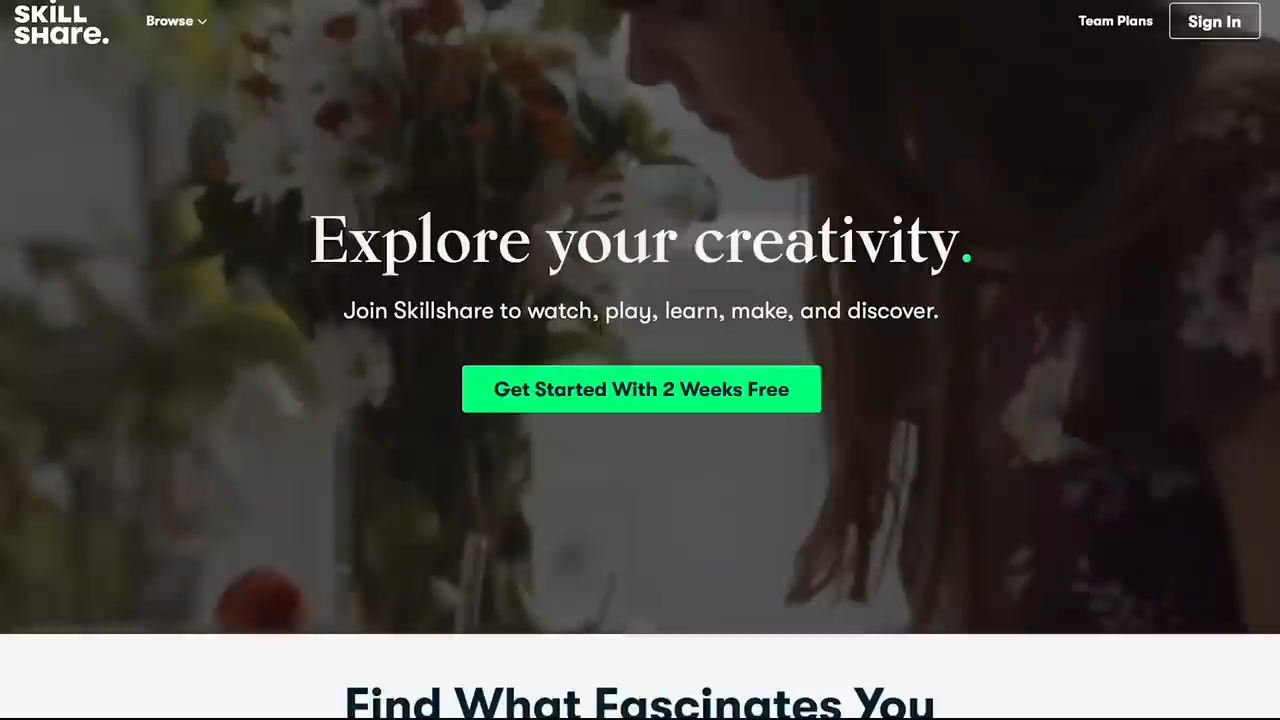 SKiLL
SHare.
Browse
Team Plans
Sign In
Explore your creativity.
Join Skillshare to watch, play, learn, make, and discover.
Get Started With 2 Weeks Free
Find What Fascinates You